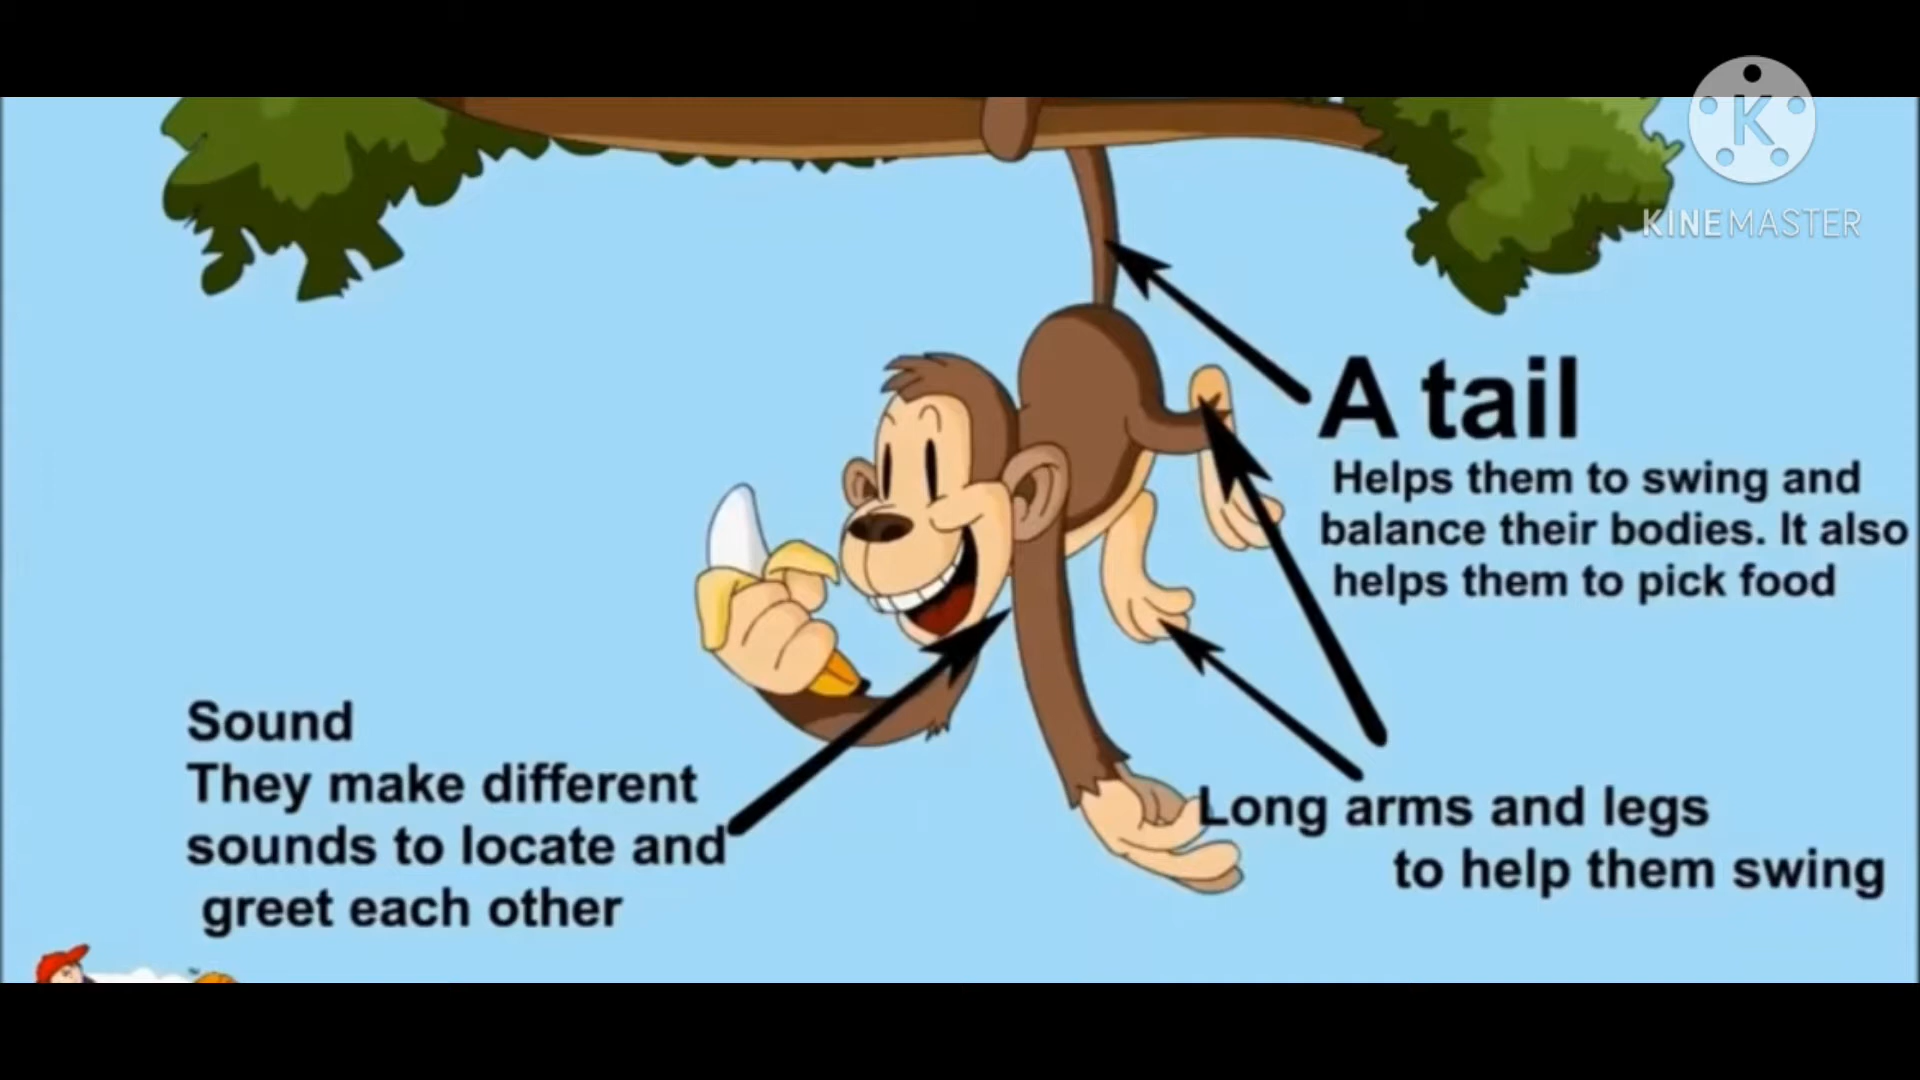 K
KINEMASTER
A tail
Helps them to swing and
balance their bodies. It also
helps them to pick food
Sound
They make different
sounds to locate and
greet each other
Long arms and legs
to help them swing